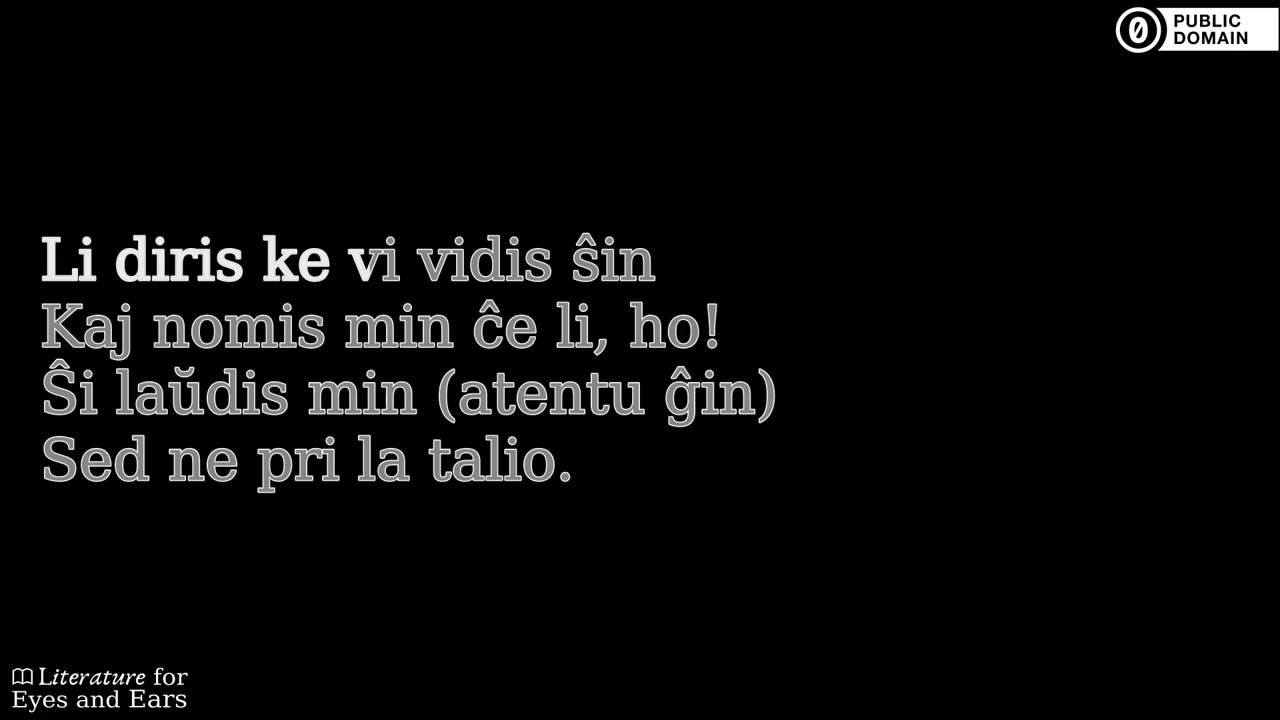 PUBLIC
DOMAIN
Li diris ke vi vidis ŝin
Kaj nomis min ĉe li, ho!
Ŝi laŭdis min (atentu ĝin)
Sed ne pri la talio.
Literature for
Eyes and Ears